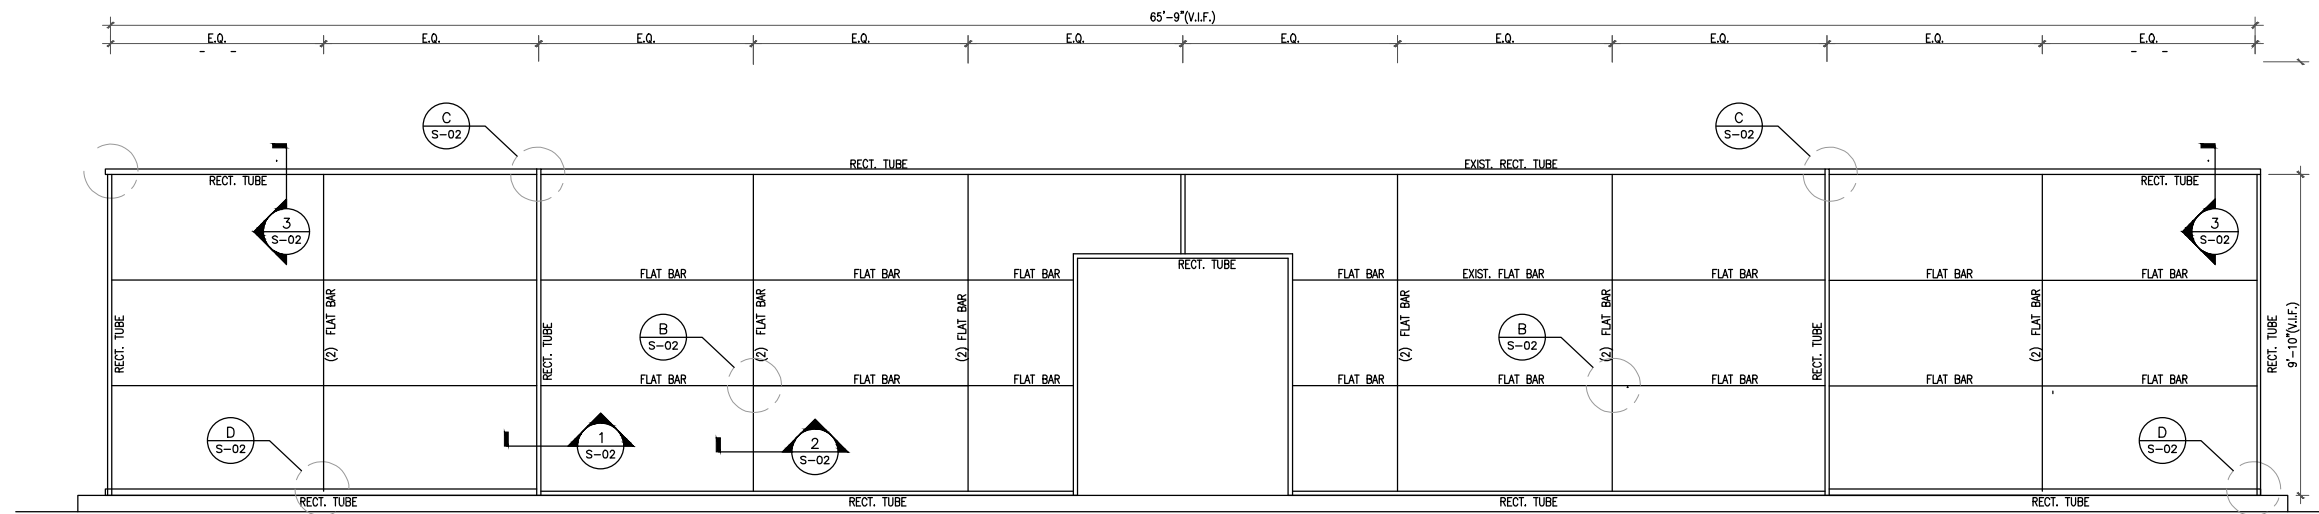 65'-9"(V.I.F.)
E.Q. E.Q. E.Q. E.Q. E.Q. E.Q. E.Q. E.Q. E.Q. E.Q.
C C
S-02 S-02
RECT. TUBE EXIST. RECT. TUBE
RECT. TUBE RECT. TUBE
3 3
S-02 S-02
RECT. TUBE
FLAT BAR FLAT BAR FLAT BAR FLAT BAR EXIST. FLAT BAR FLAT BAR FLAT BAR FLAT BAR
RECT. TUBE
(2) FLAT BAR
RECT. TUBE
(2) FLAT BAR
(2) FLAT BAR
(2) FLAT BAR
(2) FLAT BAR
RECT. TUBE
(2) FLAT BAR
RECT. TUBE
9'-10"(V.I.F.)
B B
S-02 S-02
FLAT BAR FLAT BAR FLAT BAR FLAT BAR FLAT BAR FLAT BAR FLAT BAR FLAT BAR
D 1 2 D
S-02 S-02 S-02 S-02
RECT. TUBE RECT. TUBE RECT. TUBE RECT. TUBE